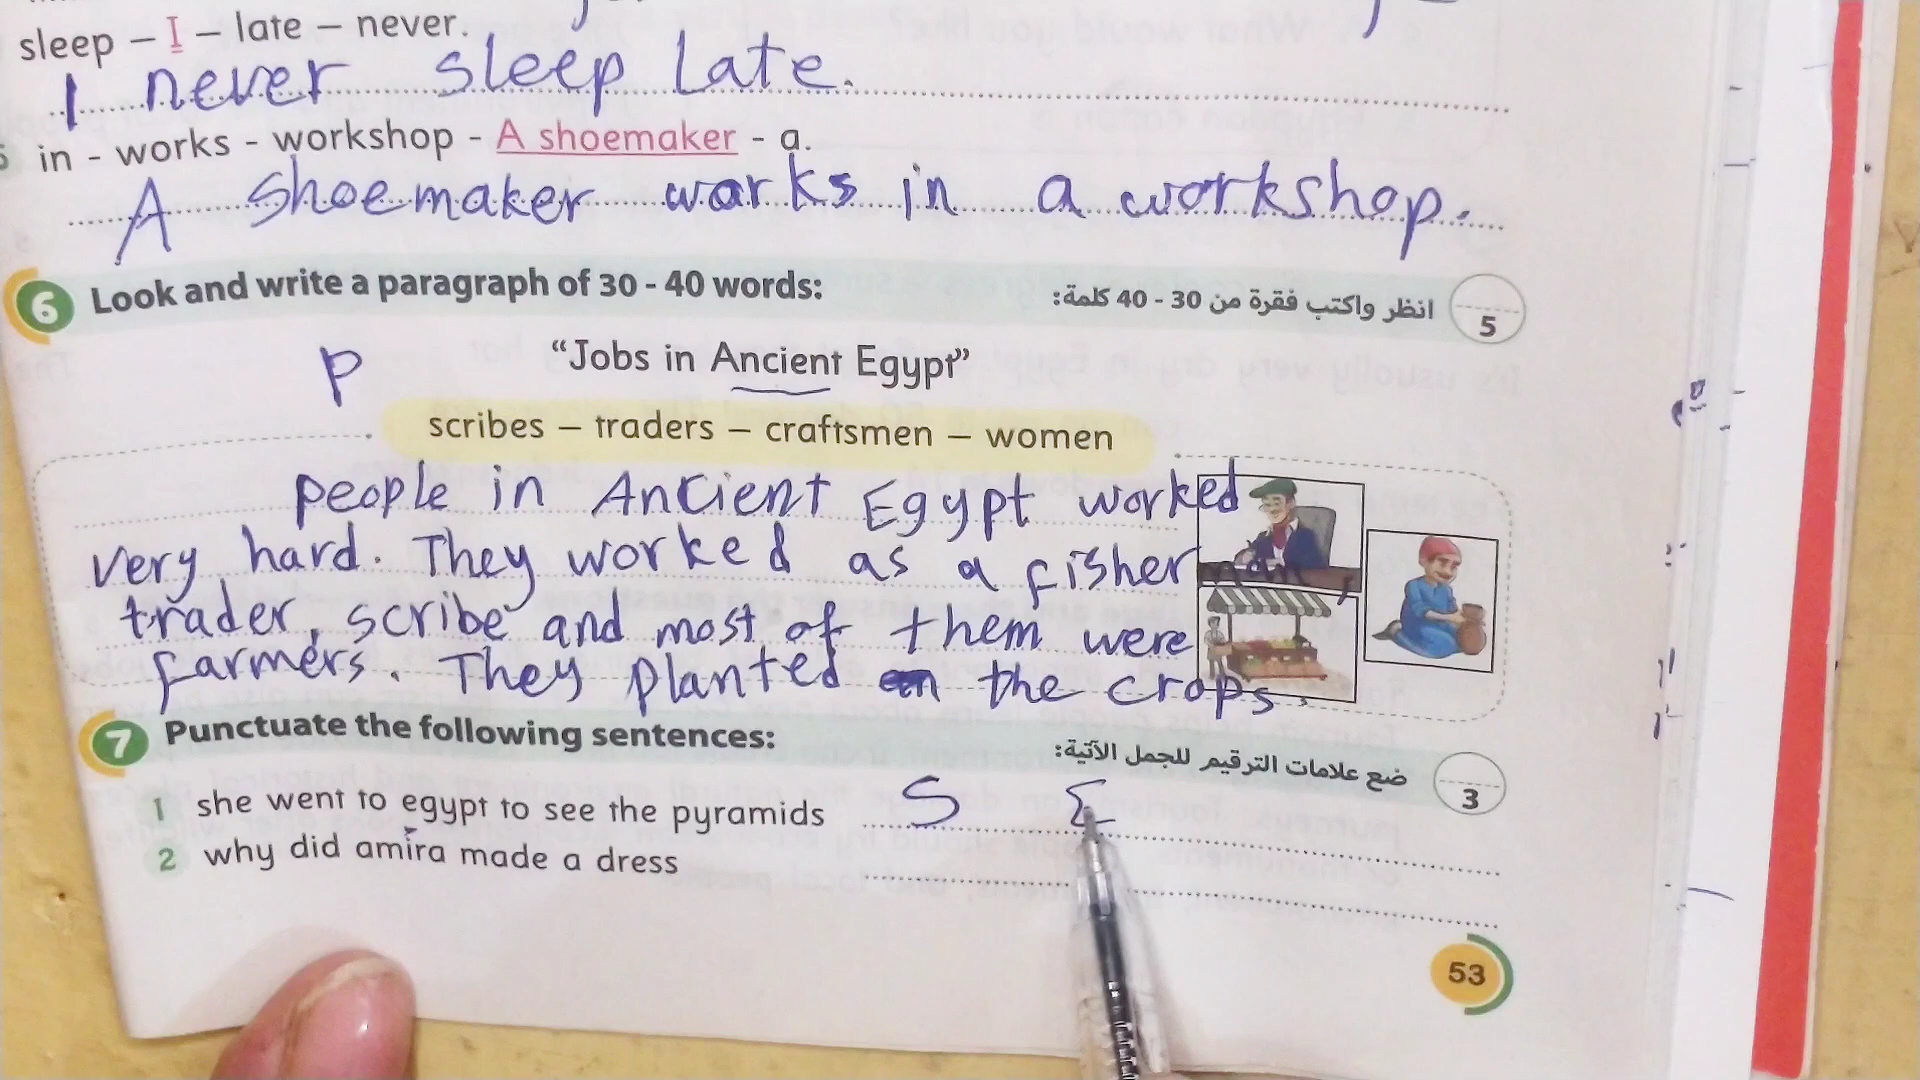 sleep – I – late – never.
I never sleep Late.
in - works - workshop - A shoemaker - a.
A shoemaker works in a workshop.
6 Look and write a paragraph of 30 - 40 words: انظر واكتب فقرة من 30 - 40 كلمة: 5
P
“Jobs in Ancient Egypt”
scribes – traders – craftsmen – women
people in Ancient Egypt worked
very hard. They worked as a fisher man,
trader, scribe and most of them were
farmers. They planted the crops.
7 Punctuate the following sentences: ضع علامات الترقيم للجمل الآتية: 3
1 she went to egypt to see the pyramids S E
2 why did amira made a dress
53